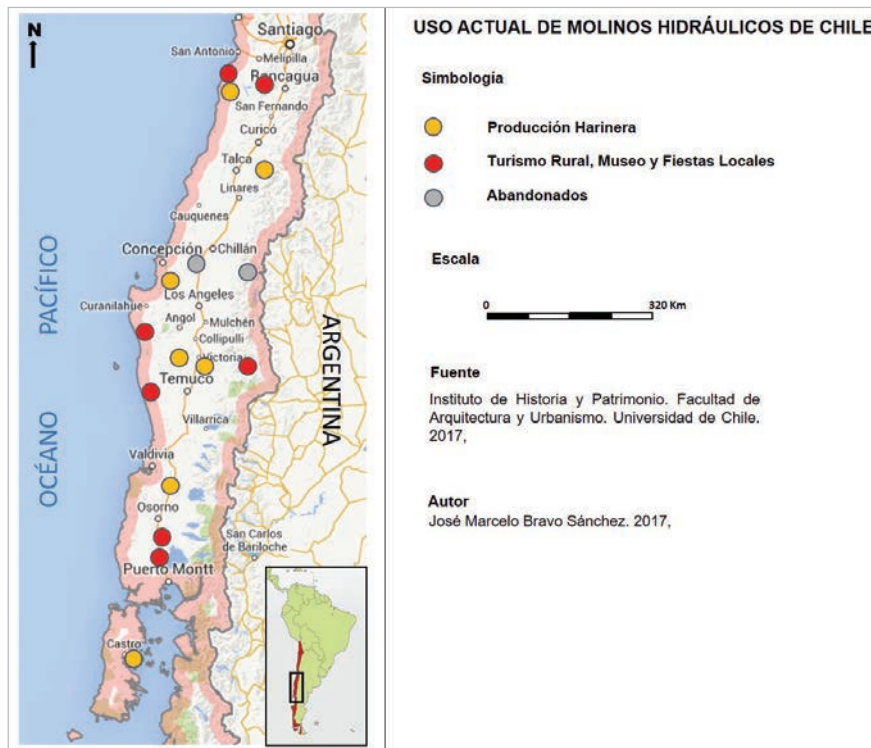 N
Santiago
San Antonio
Melipilla
Rancagua
San Fernando
Curicó
Talca
Linares
Cauquenes
Concepción
Chillán
Los Angeles
Curanilahue
Angol
Mulchén
Collipulli
Victoria
Temuco
Villarrica
Valdivia
Osorno
San Carlos
de Bariloche
Puerto Montt
Castro
OCÉANO PACÍFICO
ARGENTINA
USO ACTUAL DE MOLINOS HIDRÁULICOS DE CHILE
Simbología
Producción Harinera
Turismo Rural, Museo y Fiestas Locales
Abandonados
Escala
0 320 Km
Fuente
Instituto de Historia y Patrimonio. Facultad de
Arquitectura y Urbanismo. Universidad de Chile.
2017,
Autor
José Marcelo Bravo Sánchez. 2017,